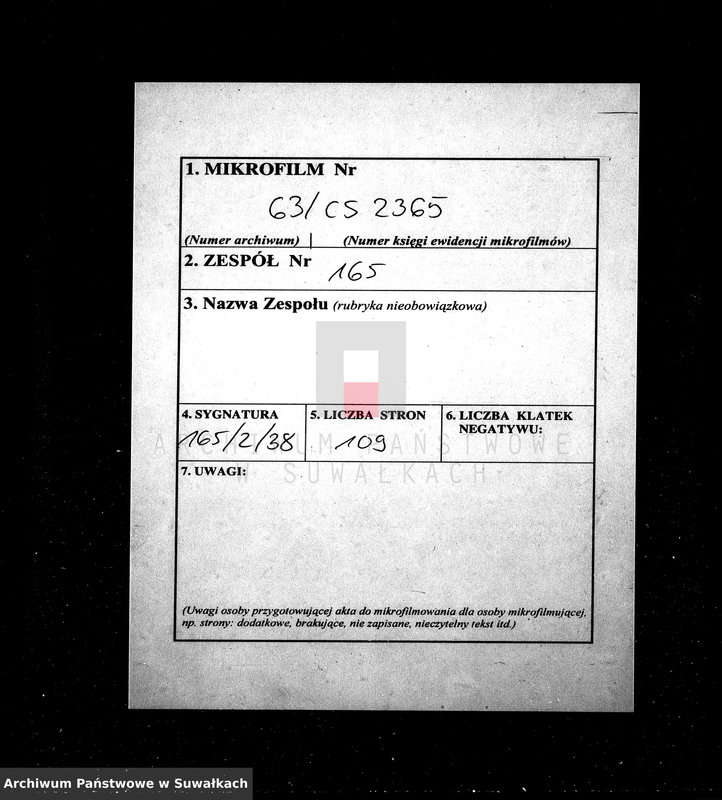 1. MIKROFILM Nr
63/CS 2365
(Numer archiwum) | (Numer księgi ewidencji mikrofilmów)
2. ZESPÓŁ Nr
165
3. Nazwa Zespołu (rubryka nieobowiązkowa)
4. SYGNATURA
165/2/38
5. LICZBA STRON
109
6. LICZBA KLATEK
NEGATYWU:
ARCHIWUM PAŃSTWOWE
W SUWAŁKACH
7. UWAGI:
(Uwagi osoby przygotowującej akta do mikrofilmowania dla osoby mikrofilmującej,
np. strony: dodatkowe, brakujące, nie zapisane, nieczytelny tekst itd.)
Archiwum Państwowe w Suwałkach